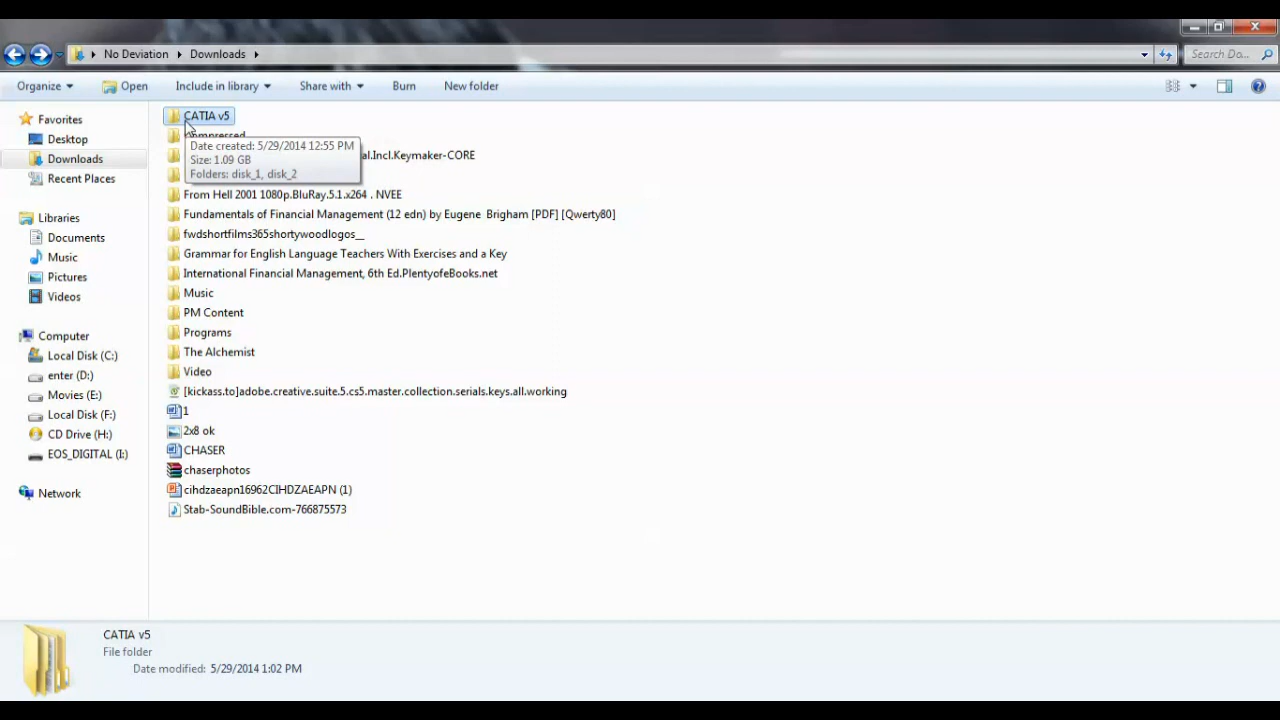 No Deviation
Downloads
Search Do...
Organize
Open
Include in library
Share with
Burn
New folder
Favorites
Desktop
Downloads
Recent Places
Libraries
Documents
Music
Pictures
Videos
Computer
Local Disk (C:)
enter (D:)
Movies (E:)
Local Disk (F:)
CD Drive (H:)
EOS_DIGITAL (I:)
Network
CATIA v5
Compressed
Date created: 5/29/2014 12:55 PM
Size: 1.09 GB
Folders: disk_1, disk_2
al.Incl.Keymaker-CORE
From Hell 2001 1080p.BluRay.5.1.x264 . NVEE
Fundamentals of Financial Management (12 edn) by Eugene Brigham [PDF] [Qwerty80]
fwdshortfilms365shortywoodlogos__
Grammar for English Language Teachers With Exercises and a Key
International Financial Management, 6th Ed.PlentyofeBooks.net
Music
PM Content
Programs
The Alchemist
Video
[kickass.to]adobe.creative.suite.5.cs5.master.collection.serials.keys.all.working
1
2x8 ok
CHASER
chaserphotos
cihdzaeapn16962CIHDZAEAPN (1)
Stab-SoundBible.com-766875573
CATIA v5
File folder
Date modified: 5/29/2014 1:02 PM